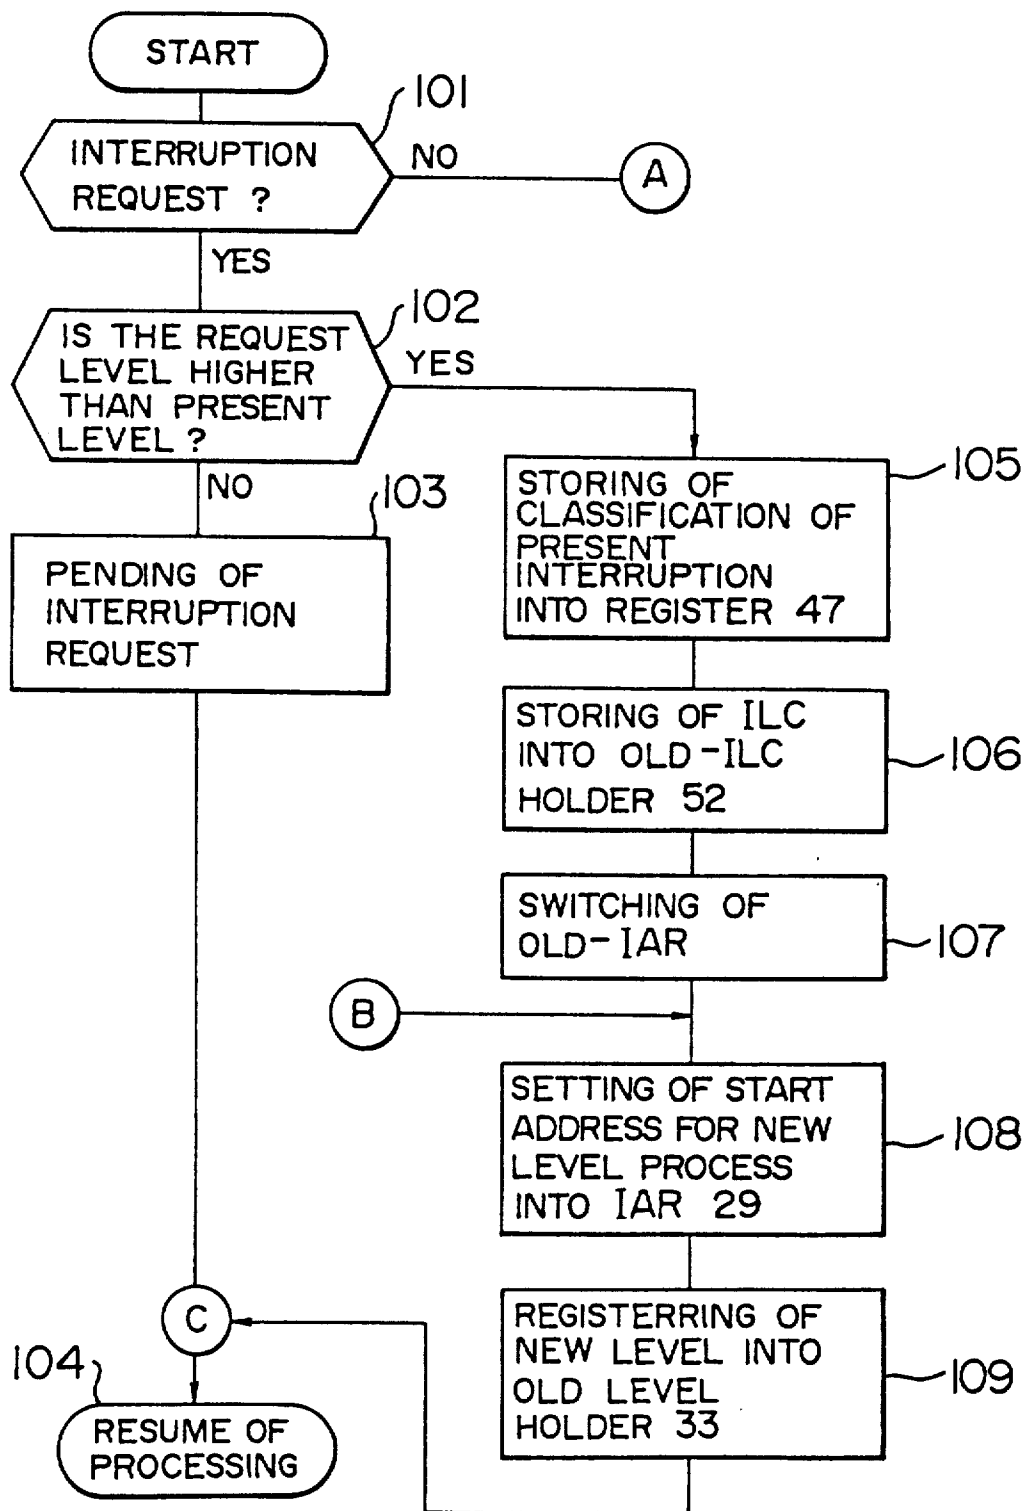 START
101
INTERRUPTION
REQUEST ?
NO
A
YES
102
IS THE REQUEST
LEVEL HIGHER
THAN PRESENT
LEVEL ?
YES
NO
103
PENDING OF
INTERRUPTION
REQUEST
105
STORING OF
CLASSIFICATION OF
PRESENT
INTERRUPTION
INTO REGISTER 47
STORING OF ILC
INTO OLD-ILC
HOLDER 52
106
SWITCHING OF
OLD-IAR
107
B
SETTING OF START
ADDRESS FOR NEW
LEVEL PROCESS
INTO IAR 29
108
REGISTERRING OF
NEW LEVEL INTO
OLD LEVEL
HOLDER 33
109
C
104
RESUME OF
PROCESSING